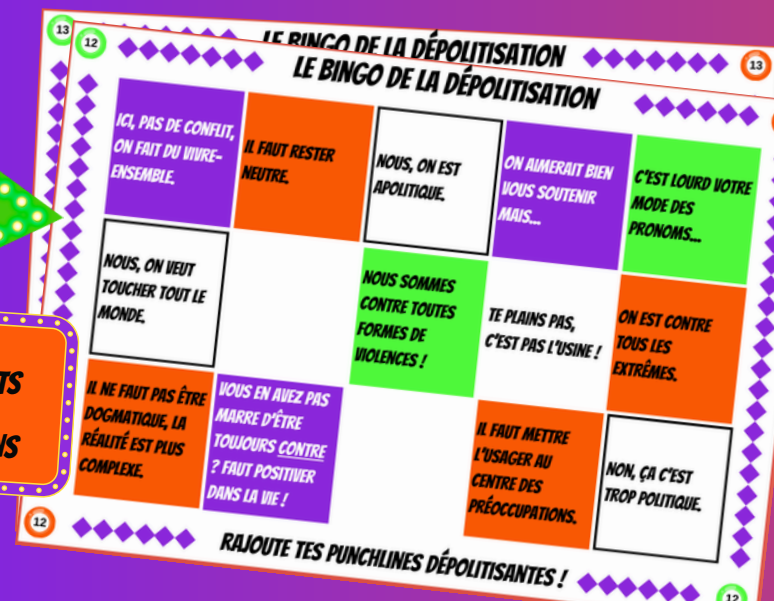 13
LE BINGO DE LA DÉPOLITISATION
13
12
LE BINGO DE LA DÉPOLITISATION
ICI, PAS DE CONFLIT,
ON FAIT DU VIVRE-
ENSEMBLE.
IL FAUT RESTER
NEUTRE.
NOUS, ON EST
APOLITIQUE.
ON AIMERAIT BIEN
VOUS SOUTENIR
MAIS...
C'EST LOURD VOTRE
MODE DES
PRONOMS...
NOUS, ON VEUT
TOUCHER TOUT LE
MONDE.
NOUS SOMMES
CONTRE TOUTES
FORMES DE
VIOLENCES !
TE PLAINS PAS,
C'EST PAS L'USINE !
ON EST CONTRE
TOUS LES
EXTRÊMES.
IL NE FAUT PAS ÊTRE
DOGMATIQUE, LA
RÉALITÉ EST PLUS
COMPLEXE.
VOUS EN AVEZ PAS
MARRE D'ÊTRE
TOUJOURS CONTRE
? FAUT POSITIVER
DANS LA VIE !
IL FAUT METTRE
L'USAGER AU
CENTRE DES
PRÉOCCUPATIONS.
NON, ÇA C'EST
TROP POLITIQUE.
TS
NS
12
RAJOUTE TES PUNCHLINES DÉPOLITISANTES !
12